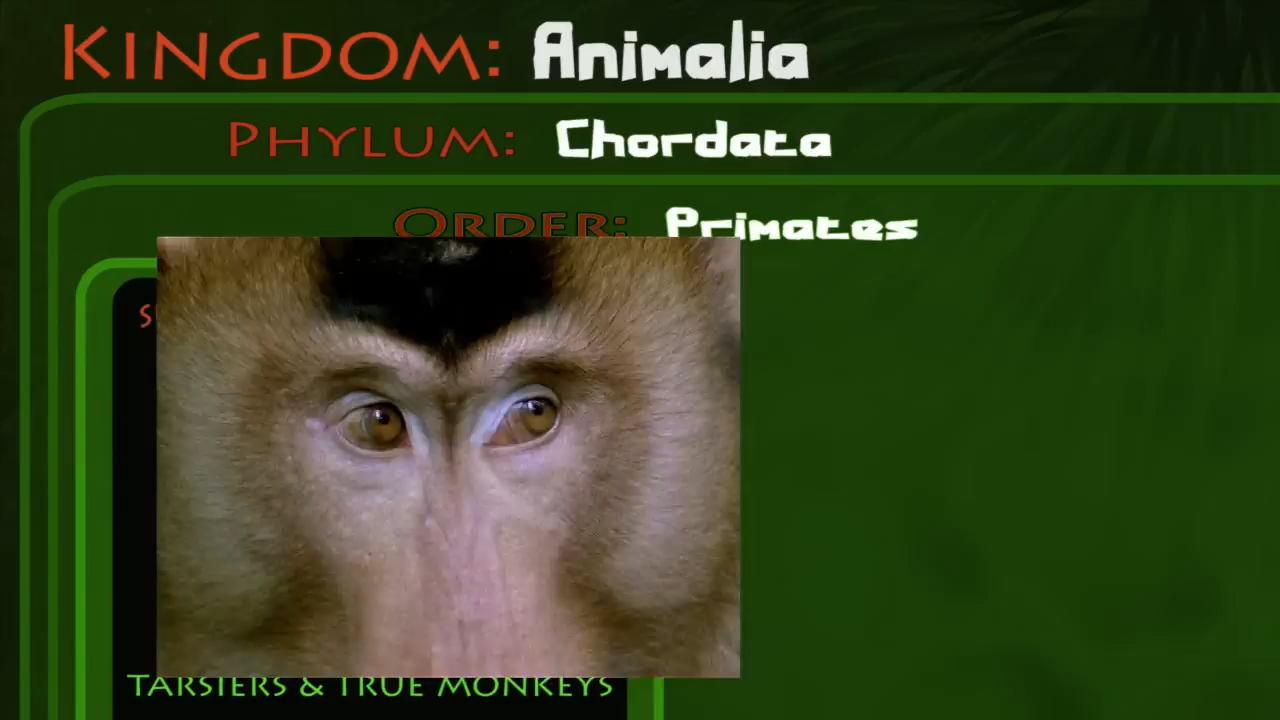 KINGDOM: Animalia
PHYLUM: Chordata
ORDER: Primates
TARSIERS & TRUE MONKEYS